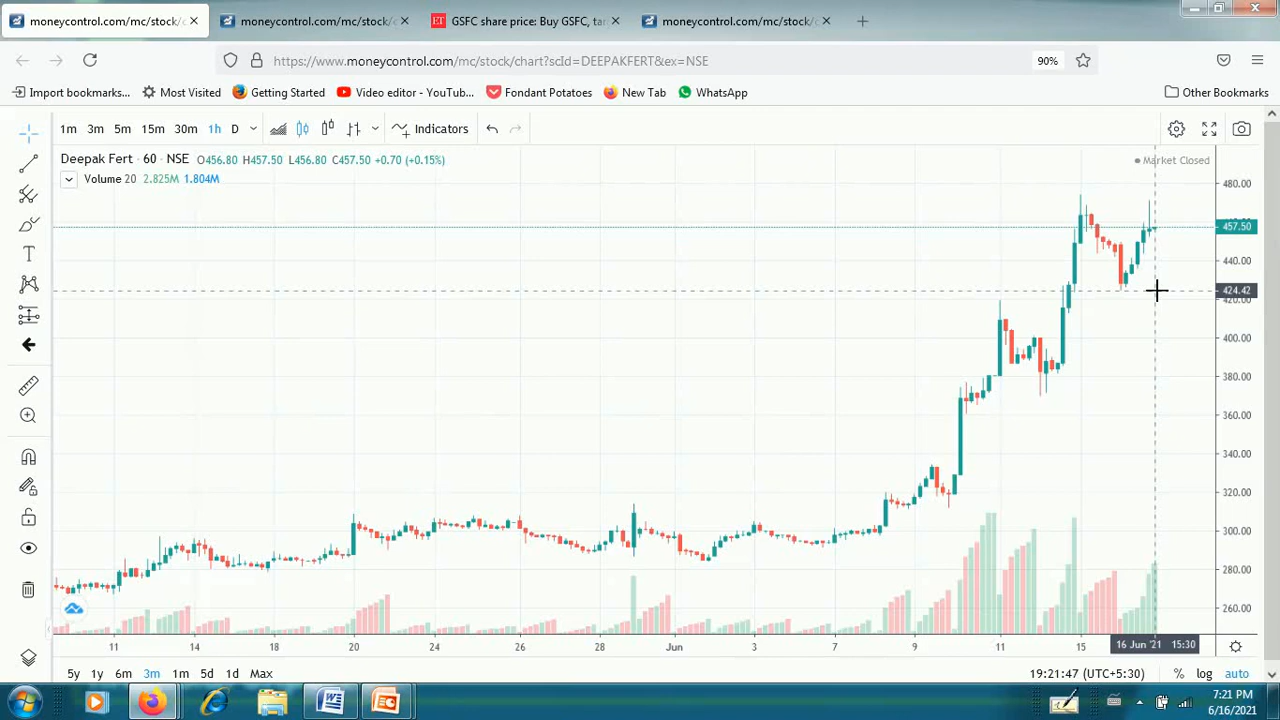 moneycontrol.com/mc/stock/c
moneycontrol.com/mc/stock/c
ET GSFC share price: Buy GSFC, tar
moneycontrol.com/mc/stock/c
https://www.moneycontrol.com/mc/stock/chart?scId=DEEPAKFERT&ex=NSE
90%
Import bookmarks... Most Visited Getting Started Video editor - YouTub... Fondant Potatoes New Tab WhatsApp Other Bookmarks
1m 3m 5m 15m 30m 1h D Indicators
Deepak Fert · 60 · NSE O456.80 H457.50 L456.80 C457.50 +0.70 (+0.15%)
Market Closed
Volume 20 2.825M 1.804M
480.00
457.50
440.00
424.42
420.00
400.00
380.00
360.00
340.00
320.00
300.00
280.00
260.00
11 14 18 20 24 26 28 Jun 3 7 9 11 15 16 Jun '21 15:30
5y 1y 6m 3m 1m 5d 1d Max 19:21:47 (UTC+5:30) % log auto
7:21 PM
6/16/2021